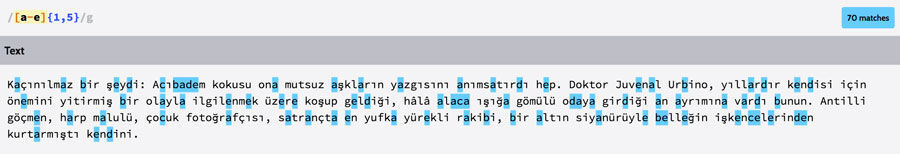 /[a-e]{1,5}/g
70 matches
Text
Kaçınılmaz bir şeydi: Acıbadem kokusu ona mutsuz aşkların yazgısını anımsatırdı hep. Doktor Juvenal Urbino, yıllardır kendisi için
önemini yitirmiş bir olayla ilgilenmek üzere koşup geldiği, hâlâ alaca ışığa gömülü odaya girdiği an ayrımına vardı bunun. Antilli
göçmen, harp malulü, çocuk fotoğrafçısı, satrançta en yufka yürekli rakibi, bir altın siyanürüyle belleğin işkencelerinden
kurtarmıştı kendini.